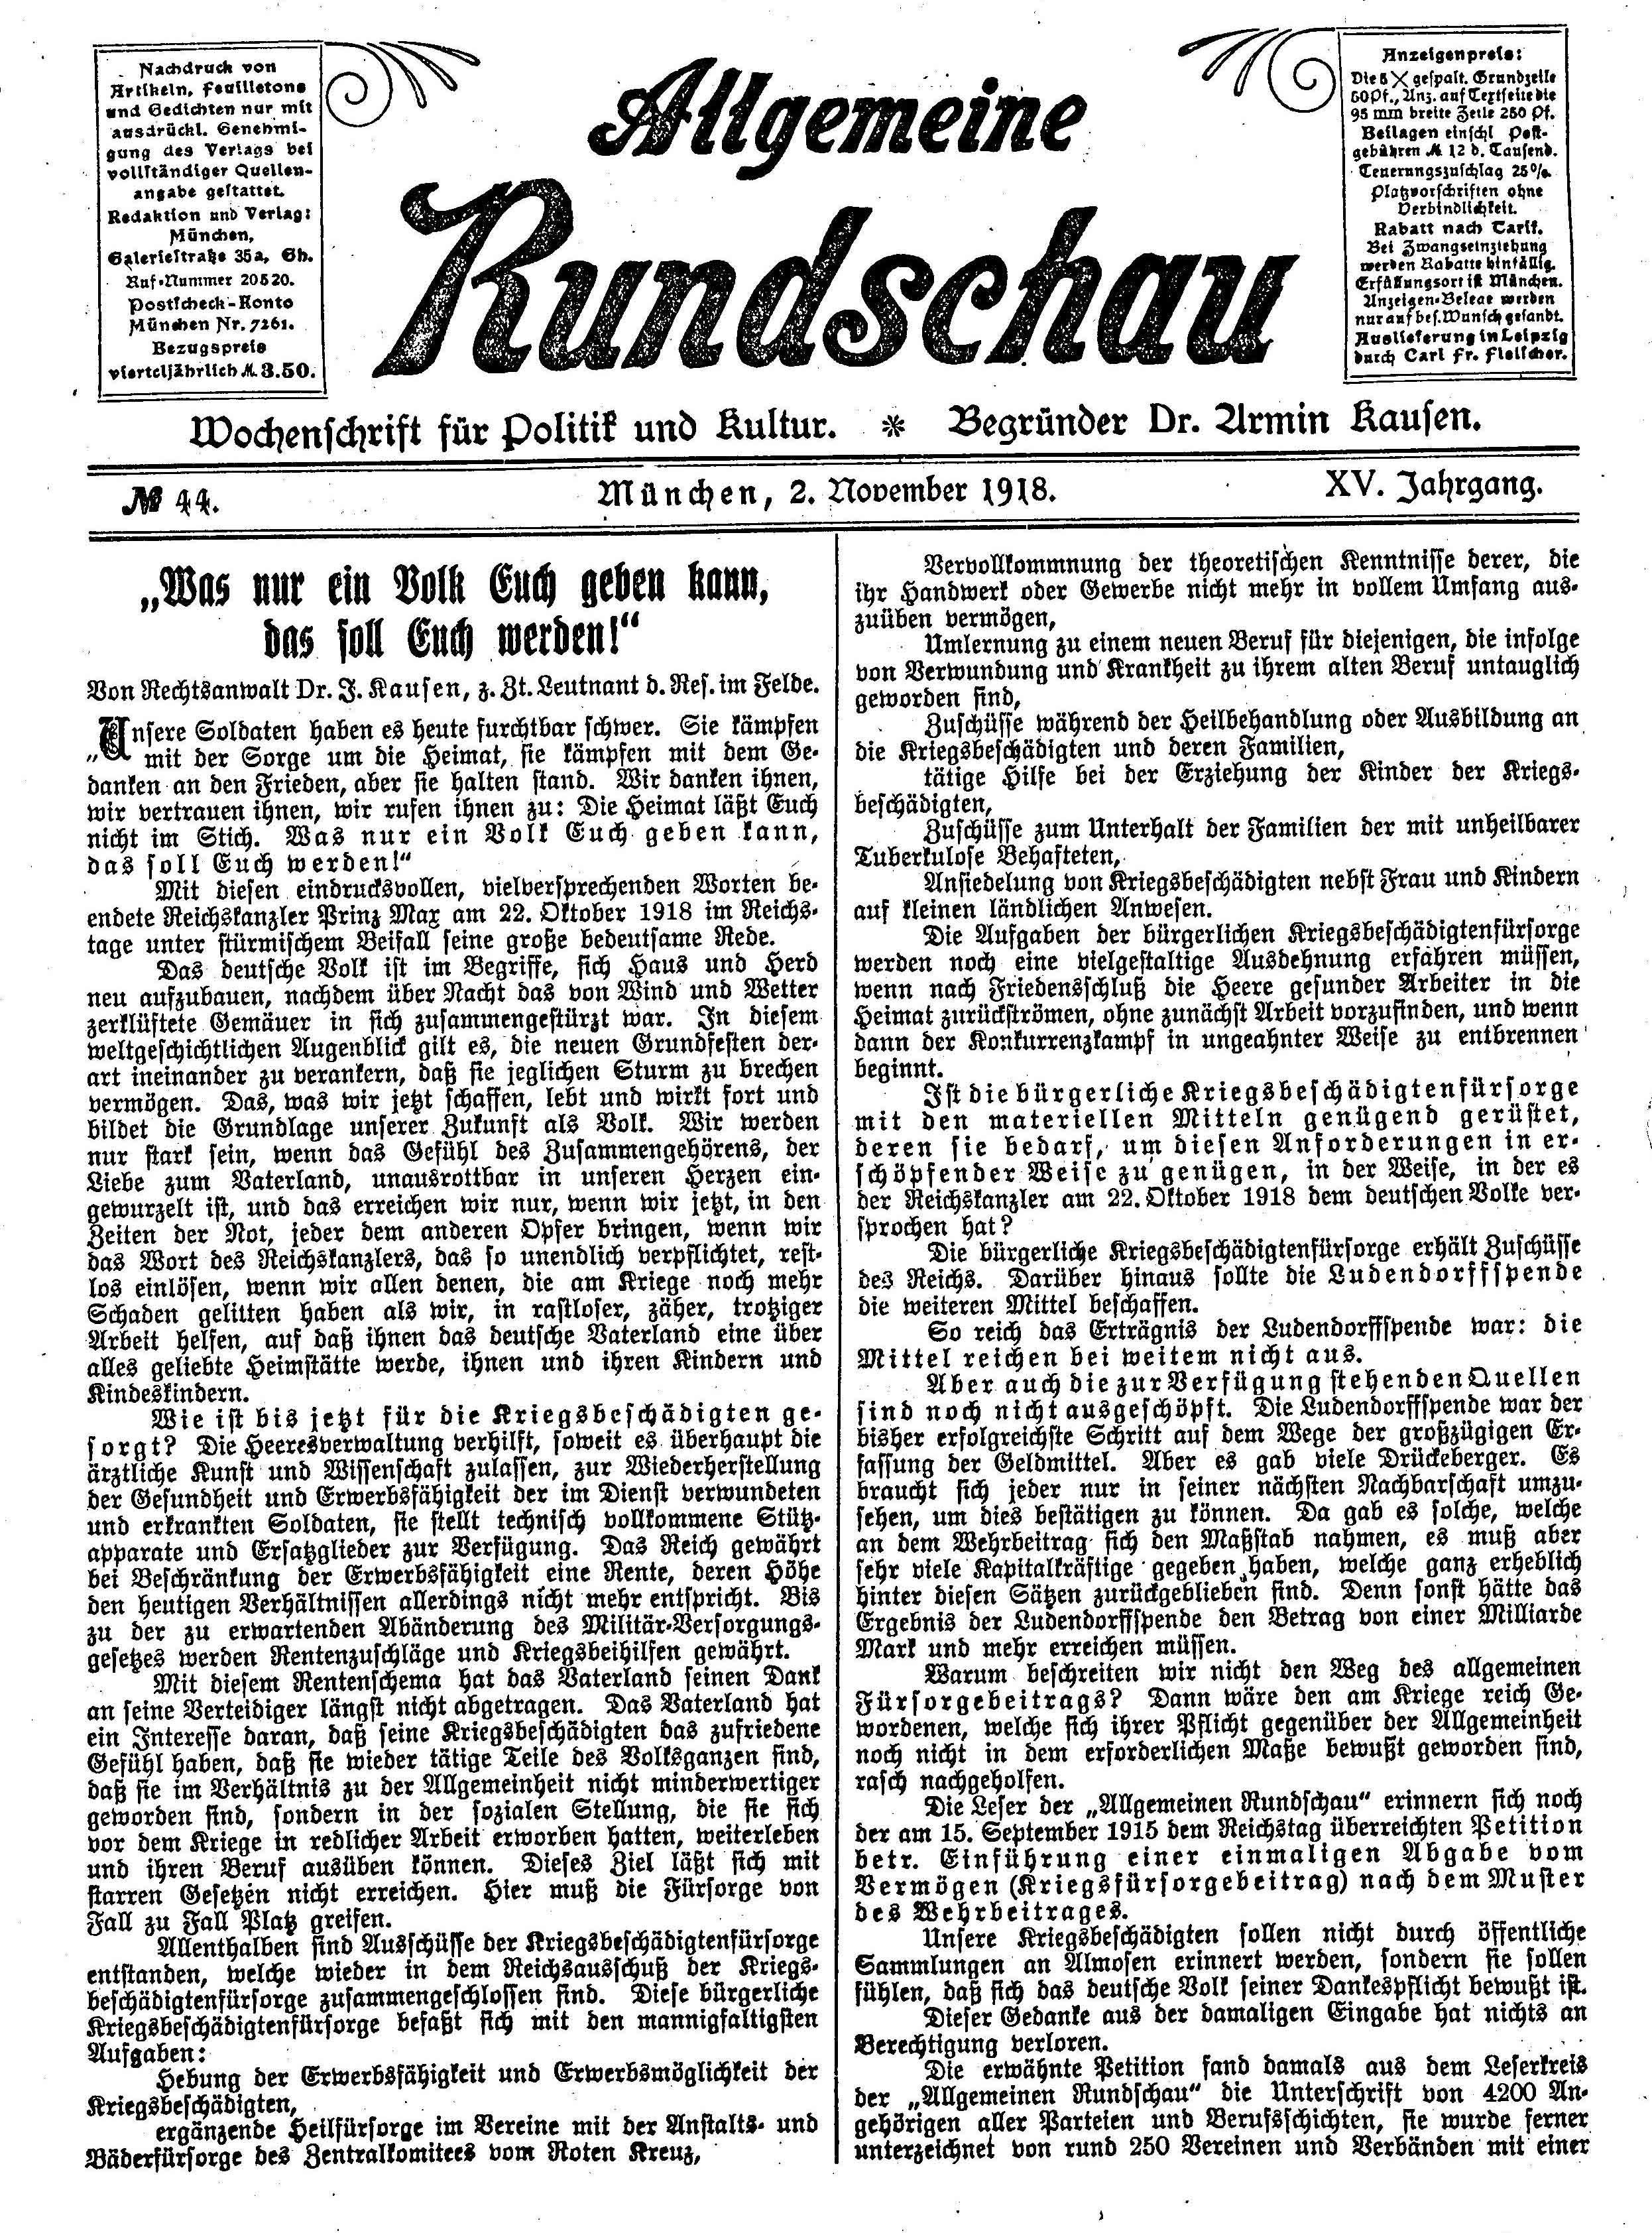 Nachdruck von
Artikeln, Feuilletons
und Gedichten nur mit
ausdrückl. Genehmi-
gung des Verlags bei
vollständiger Quellen-
angabe gestattet.
Redaktion und Verlag:
München,
Galeriestraße 35a, Gh.
Ruf-Nummer 20520.
Postscheck-Konto
München Nr. 7261.
Bezugspreis
vierteljährlich M. 3.50.
Allgemeine
Rundschau
Anzeigenpreis:
Die 5 X gespalt. Grundzeile
50 Pf., Anz. auf Textseite die
95 mm breite Zeile 250 Pf.
Beilagen einschl. Post-
gebühren M 12 d. Tausend.
Teuerungszuschlag 25%.
Platzvorschriften ohne
Verbindlichkeit.
Rabatt nach Tarif.
Bei Zwangseinziehung
werden Rabatte hinfällig.
Erfüllungsort ist München.
Anzeigen-Belege werden
nur auf bes. Wunsch gesandt.
Auslieferung in Leipzig
durch Carl Fr. Fleischer.
Wochenschrift für Politik und Kultur. * Begründer Dr. Armin Kausen.
№ 44. München, 2. November 1918. XV. Jahrgang.
„Was nur ein Volk Euch geben kann,
das soll Euch werden!“
Von Rechtsanwalt Dr. J. Kausen, z. Zt. Leutnant d. Res. im Felde.
„Unsere Soldaten haben es heute furchtbar schwer. Sie kämpfen
mit der Sorge um die Heimat, sie kämpfen mit dem Ge-
danken an den Frieden, aber sie halten stand. Wir danken ihnen,
wir vertrauen ihnen, wir rufen ihnen zu: Die Heimat läßt Euch
nicht im Stich. Was nur ein Volk Euch geben kann,
das soll Euch werden!“
Mit diesen eindrucksvollen, vielversprechenden Worten be-
endete Reichskanzler Prinz Max am 22. Oktober 1918 im Reichs-
tage unter stürmischem Beifall seine große bedeutsame Rede.
Das deutsche Volk ist im Begriffe, sich Haus und Herd
neu aufzubauen, nachdem über Nacht das von Wind und Wetter
zerklüftete Gemäuer in sich zusammengestürzt war. In diesem
weltgeschichtlichen Augenblick gilt es, die neuen Grundfesten der-
art ineinander zu verankern, daß sie jeglichen Sturm zu brechen
vermögen. Das, was wir jetzt schaffen, lebt und wirkt fort und
bildet die Grundlage unserer Zukunft als Volk. Wir werden
nur stark sein, wenn das Gefühl des Zusammengehörens, der
Liebe zum Vaterland, unausrottbar in unseren Herzen ein-
gewurzelt ist, und das erreichen wir nur, wenn wir jetzt, in den
Zeiten der Not, jeder dem anderen Opfer bringen, wenn wir
das Wort des Reichskanzlers, das so unendlich verpflichtet, rest-
los einlösen, wenn wir allen denen, die am Kriege noch mehr
Schaden gelitten haben als wir, in rastloser, zäher, trotziger
Arbeit helfen, auf daß ihnen das deutsche Vaterland eine über
alles geliebte Heimstätte werde, ihnen und ihren Kindern und
Kindeskindern.
Wie ist bis jetzt für die Kriegsbeschädigten ge-
sorgt? Die Heeresverwaltung verhilft, soweit es überhaupt die
ärztliche Kunst und Wissenschaft zulassen, zur Wiederherstellung
der Gesundheit und Erwerbsfähigkeit der im Dienst verwundeten
und erkrankten Soldaten, sie stellt technisch vollkommene Stütz-
apparate und Ersatzglieder zur Verfügung. Das Reich gewährt
bei Beschränkung der Erwerbsfähigkeit eine Rente, deren Höhe
den heutigen Verhältnissen allerdings nicht mehr entspricht. Bis
zu der zu erwartenden Abänderung des Militär-Versorgungs-
gesetzes werden Rentenzuschläge und Kriegsbeihilfen gewährt.
Mit diesem Rentenschema hat das Vaterland seinen Dank
an seine Verteidiger längst nicht abgetragen. Das Vaterland hat
ein Interesse daran, daß seine Kriegsbeschädigten das zufriedene
Gefühl haben, daß sie wieder tätige Teile des Volksganzen sind,
daß sie im Verhältnis zu der Allgemeinheit nicht minderwertiger
geworden sind, sondern in der sozialen Stellung, die sie sich
vor dem Kriege in redlicher Arbeit erworben hatten, weiterleben
und ihren Beruf ausüben können. Dieses Ziel läßt sich mit
starren Gesetzen nicht erreichen. Hier muß die Fürsorge von
Fall zu Fall Platz greifen.
Allenthalben sind Ausschüsse der Kriegsbeschädigtenfürsorge
entstanden, welche wieder in dem Reichsausschuß der Kriegs-
beschädigtenfürsorge zusammengeschlossen sind. Diese bürgerliche
Kriegsbeschädigtenfürsorge befaßt sich mit den mannigfaltigsten
Aufgaben:
Hebung der Erwerbsfähigkeit und Erwerbsmöglichkeit der
Kriegsbeschädigten,
ergänzende Heilfürsorge im Vereine mit der Anstalts- und
Bäderfürsorge des Zentralkomitees vom Roten Kreuz,
Vervollkommnung der theoretischen Kenntnisse derer, die
ihr Handwerk oder Gewerbe nicht mehr in vollem Umfang aus-
zuüben vermögen,
Umlernung zu einem neuen Beruf für diejenigen, die infolge
von Verwundung und Krankheit zu ihrem alten Beruf untauglich
geworden sind,
Zuschüsse während der Heilbehandlung oder Ausbildung an
die Kriegsbeschädigten und deren Familien,
tätige Hilfe bei der Erziehung der Kinder der Kriegs-
beschädigten,
Zuschüsse zum Unterhalt der Familien der mit unheilbarer
Tuberkulose Behafteten,
Ansiedelung von Kriegsbeschädigten nebst Frau und Kindern
auf kleinen ländlichen Anwesen.
Die Aufgaben der bürgerlichen Kriegsbeschädigtenfürsorge
werden noch eine vielgestaltige Ausdehnung erfahren müssen,
wenn nach Friedensschluß die Heere gesunder Arbeiter in die
Heimat zurückströmen, ohne zunächst Arbeit vorzufinden, und wenn
dann der Konkurrenzkampf in ungeahnter Weise zu entbrennen
beginnt.
Ist die bürgerliche Kriegsbeschädigtenfürsorge
mit den materiellen Mitteln genügend gerüstet,
deren sie bedarf, um diesen Anforderungen in er-
schöpfender Weise zu genügen, in der Weise, in der es
der Reichskanzler am 22. Oktober 1918 dem deutschen Volke ver-
sprochen hat?
Die bürgerliche Kriegsbeschädigtenfürsorge erhält Zuschüsse
des Reichs. Darüber hinaus sollte die Ludendorffspende
die weiteren Mittel beschaffen.
So reich das Erträgnis der Ludendorffspende war: die
Mittel reichen bei weitem nicht aus.
Aber auch die zur Verfügung stehenden Quellen
sind noch nicht ausgeschöpft. Die Ludendorffspende war der
bisher erfolgreichste Schritt auf dem Wege der großzügigen Er-
fassung der Geldmittel. Aber es gab viele Drückeberger. Es
braucht sich jeder nur in seiner nächsten Nachbarschaft umzu-
sehen, um dies bestätigen zu können. Da gab es solche, welche
an dem Wehrbeitrag sich den Maßstab nahmen, es muß aber
sehr viele Kapitalkräftige gegeben haben, welche ganz erheblich
hinter diesen Sätzen zurückgeblieben sind. Denn sonst hätte das
Ergebnis der Ludendorffspende den Betrag von einer Milliarde
Mark und mehr erreichen müssen.
Warum beschreiten wir nicht den Weg des allgemeinen
Fürsorgebeitrags? Dann wäre den am Kriege reich Ge-
wordenen, welche sich ihrer Pflicht gegenüber der Allgemeinheit
noch nicht in dem erforderlichen Maße bewußt geworden sind,
rasch nachgeholfen.
Die Leser der „Allgemeinen Rundschau“ erinnern sich noch
der am 15. September 1915 dem Reichstag überreichten Petition
betr. Einführung einer einmaligen Abgabe vom
Vermögen (Kriegsfürsorgebeitrag) nach dem Muster
des Wehrbeitrages.
Unsere Kriegsbeschädigten sollen nicht durch öffentliche
Sammlungen an Almosen erinnert werden, sondern sie sollen
fühlen, daß sich das deutsche Volk seiner Dankespflicht bewußt ist.
Dieser Gedanke aus der damaligen Eingabe hat nichts an
Berechtigung verloren.
Die erwähnte Petition fand damals aus dem Leserkreis
der „Allgemeinen Rundschau“ die Unterschrift von 4200 An-
gehörigen aller Parteien und Berufsschichten, sie wurde ferner
unterzeichnet von rund 250 Vereinen und Verbänden mit einer